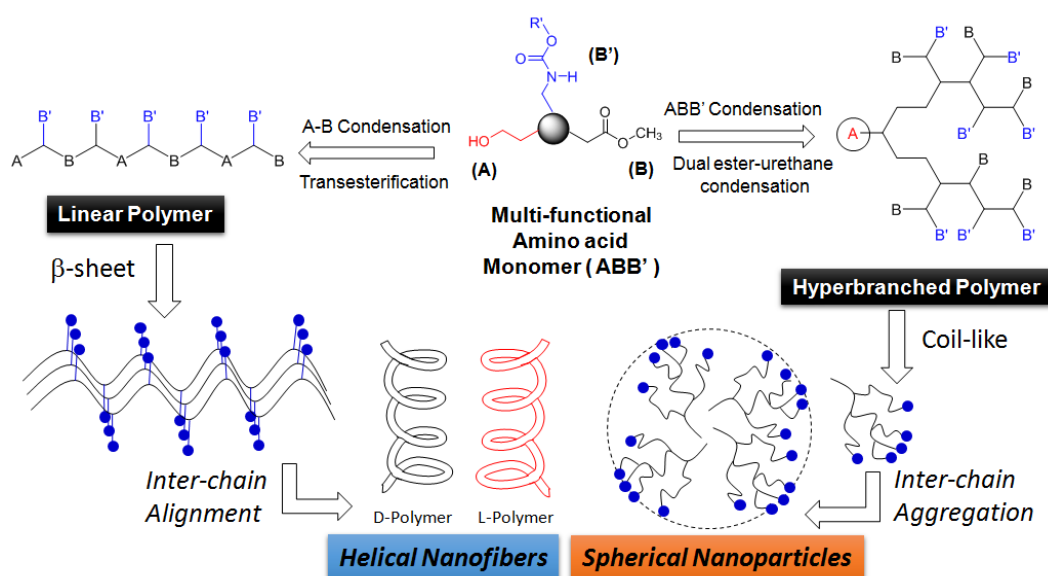 R'
O
O
N-H
(B')
HO
(A)
O
O
CH₃
(B)
Multi-functional
Amino acid
Monomer ( ABB' )
A-B Condensation
Transesterification
B' B' B' B' B'
A B A B A B
Linear Polymer
β-sheet
Inter-chain
Alignment
D-Polymer
L-Polymer
Helical Nanofibers
ABB' Condensation
Dual ester-urethane
condensation
B' B
B B'
B' B
B B'
B
B' B'
A
B
B B'
B B
B' B' B'
Hyperbranched Polymer
Coil-like
Inter-chain
Aggregation
Spherical Nanoparticles